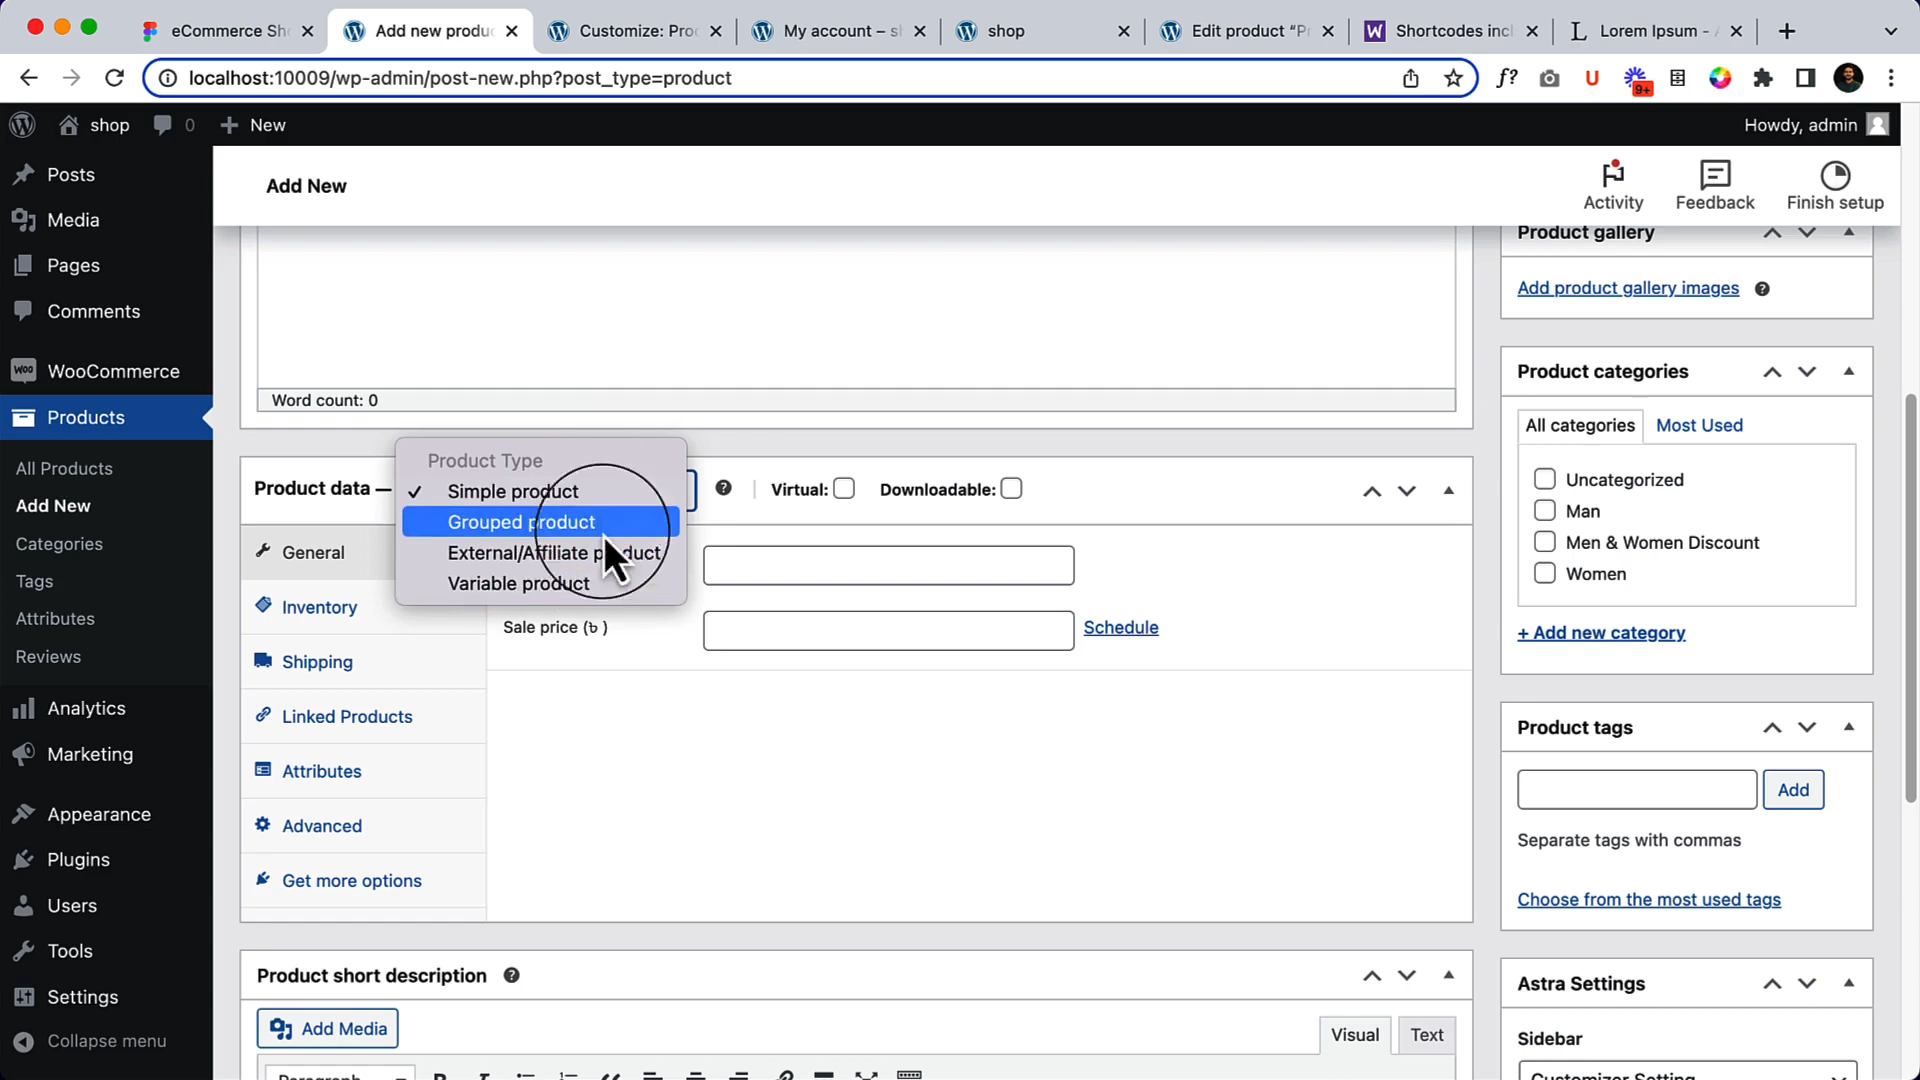 eCommerce Sh
Add new produ
Customize: Pro
My account – s
shop
Edit product “P
Shortcodes incl
Lorem Ipsum -
localhost:10009/wp-admin/post-new.php?post_type=product
f?
U
9+
shop
0
New
Howdy, admin
Posts
Media
Pages
Comments
WooCommerce
Products
All Products
Add New
Categories
Tags
Attributes
Reviews
Analytics
Marketing
Appearance
Plugins
Users
Tools
Settings
Collapse menu
Add New
Activity
Feedback
Finish setup
Word count: 0
Product data —
Product Type
✓ Simple product
Grouped product
External/Affiliate product
Variable product
Virtual:
Downloadable:
General
Inventory
Shipping
Linked Products
Attributes
Advanced
Get more options
Sale price (৳ )
Schedule
Product short description
Add Media
Visual
Text
Paragraph
Product gallery
Add product gallery images
Product categories
All categories
Most Used
Uncategorized
Man
Men & Women Discount
Women
+ Add new category
Product tags
Add
Separate tags with commas
Choose from the most used tags
Astra Settings
Sidebar
Customizer Setting